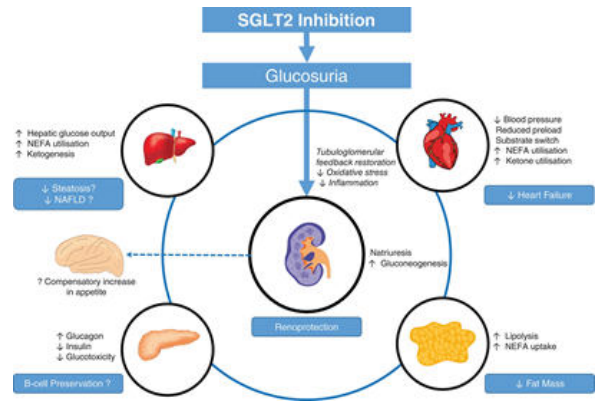 SGLT2 Inhibition
Glucosuria
↑ Hepatic glucose output
↑ NEFA utilisation
↑ Ketogenesis
↓ Steatosis?
↓ NAFLD ?
Tubuloglomerular
feedback restoration
↓ Oxidative stress
↓ Inflammation
↓ Blood pressure
Reduced preload
Substrate switch
↑ NEFA utilisation
↑ Ketone utilisation
↓ Heart Failure
? Compensatory increase
in appetite
Natriuresis
↑ Gluconeogenesis
Renoprotection
↑ Glucagon
↓ Insulin
↓ Glucotoxicity
B-cell Preservation ?
↑ Lipolysis
↑ NEFA uptake
↓ Fat Mass